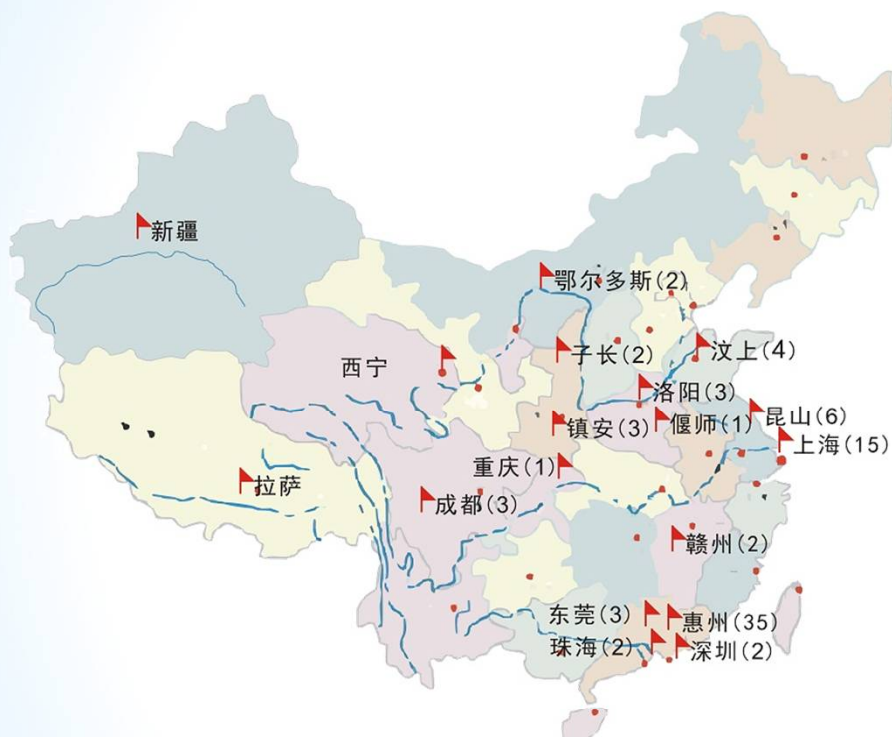 新疆
鄂尔多斯(2)
子长(2)
汶上(4)
西宁
洛阳(3)
镇安(3)
偃师(1)
昆山(6)
上海(15)
重庆(1)
拉萨
成都(3)
赣州(2)
东莞(3)
惠州(35)
珠海(2)
深圳(2)